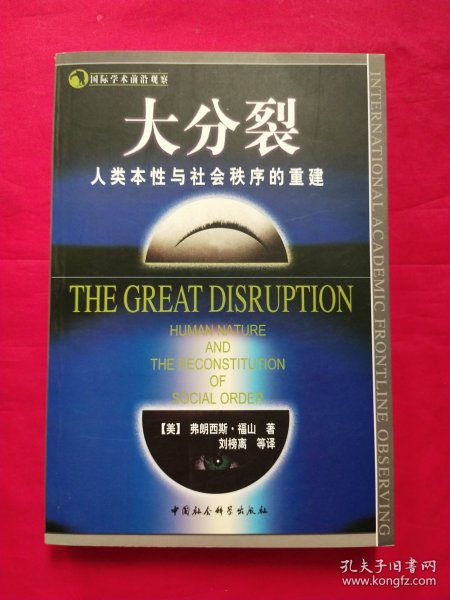 国际学术前沿观察
大分裂
人类本性与社会秩序的重建
THE GREAT DISRUPTION
HUMAN NATURE
AND
THE RECONSTITUTION
OF
SOCIAL ORDER
【美】 弗朗西斯·福山 著
刘榜离 等译
中国社会科学出版社
INTERNATIONAL ACADEMIC FRONTLINE OBSERVING
孔夫子旧书网
www.kongfz.com